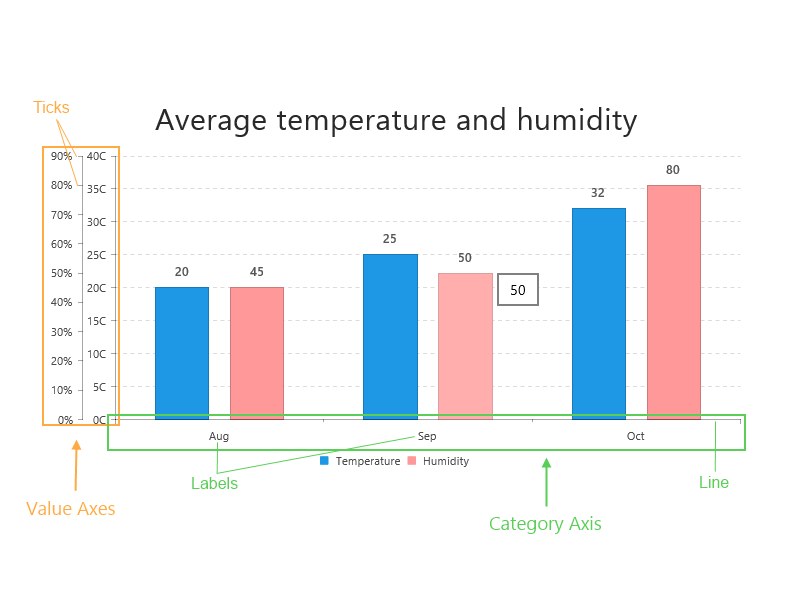 Ticks
Average temperature and humidity
90% 40C
80% 35C
70% 30C
60% 25C
50% 20C
40% 15C
30% 10C
20% 5C
10% 0C
0%
20 45 25 50 50 32 80
Aug Sep Oct
Temperature Humidity
Labels Line
Value Axes Category Axis